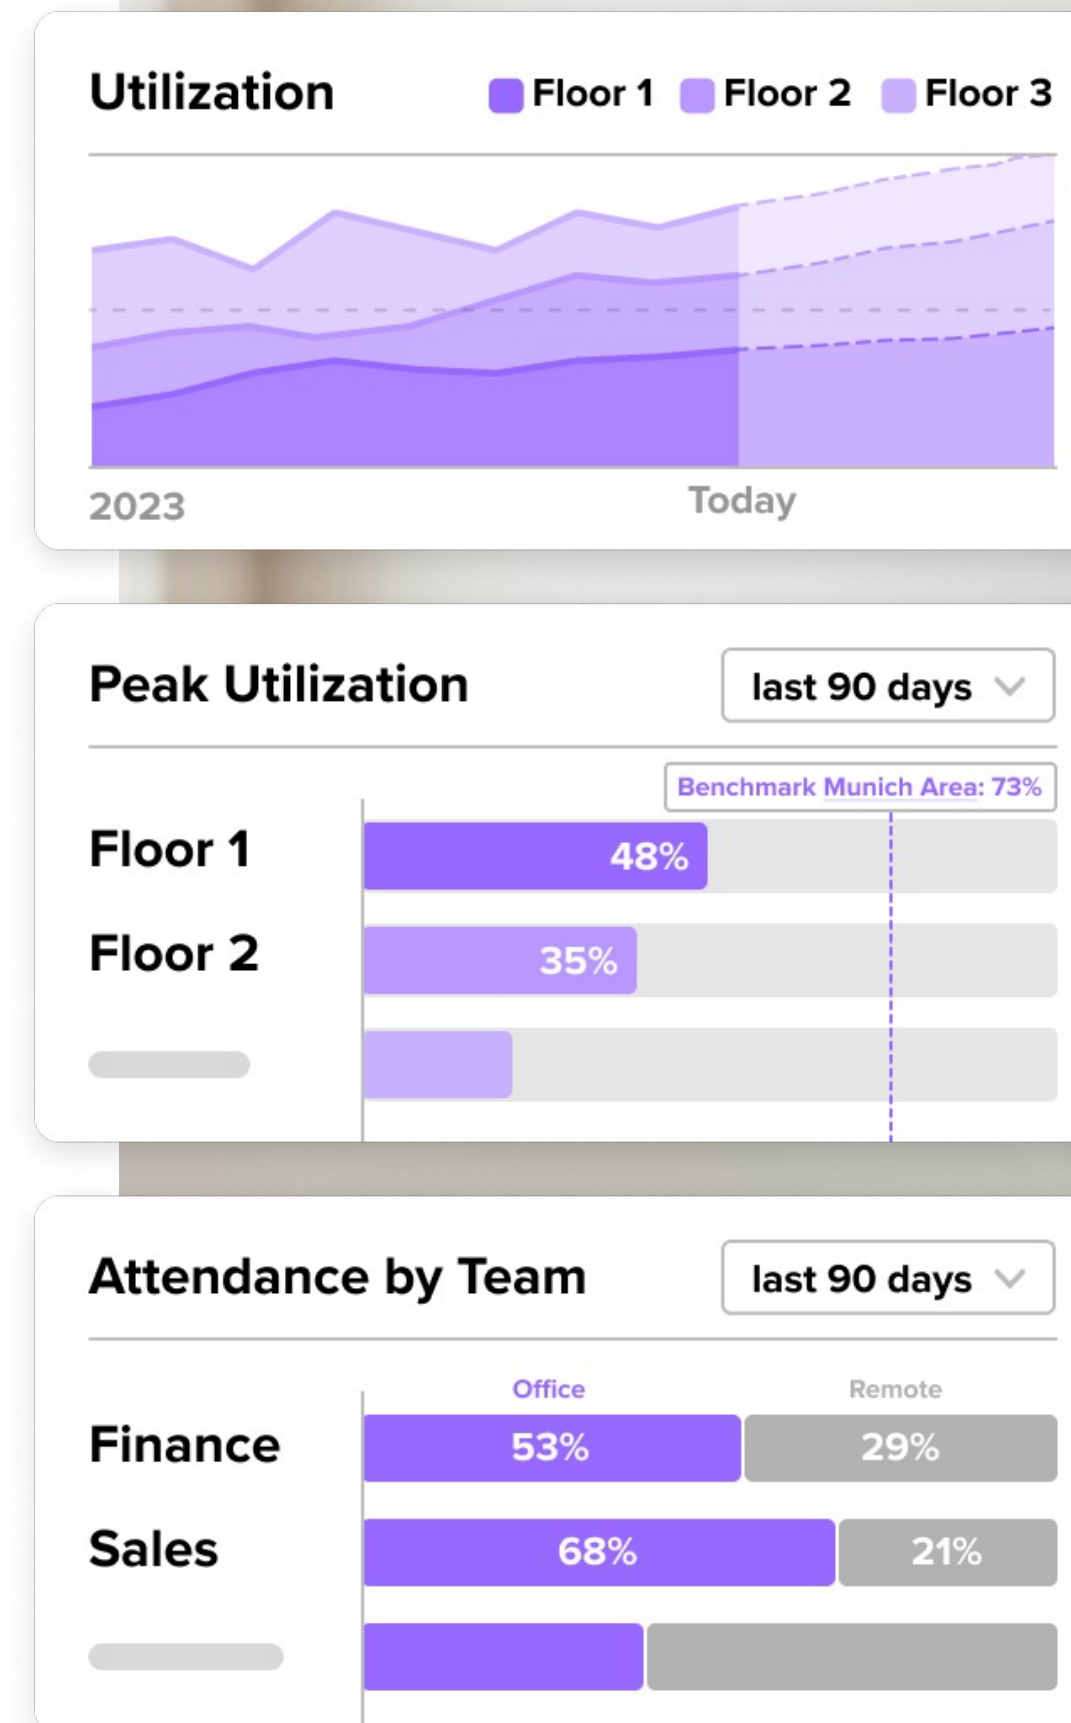 Utilization
Floor 1 Floor 2 Floor 3
2023 Today
Peak Utilization
last 90 days
Benchmark Munich Area: 73%
Floor 1 48%
Floor 2 35%
Attendance by Team
last 90 days
Office Remote
Finance 53% 29%
Sales 68% 21%